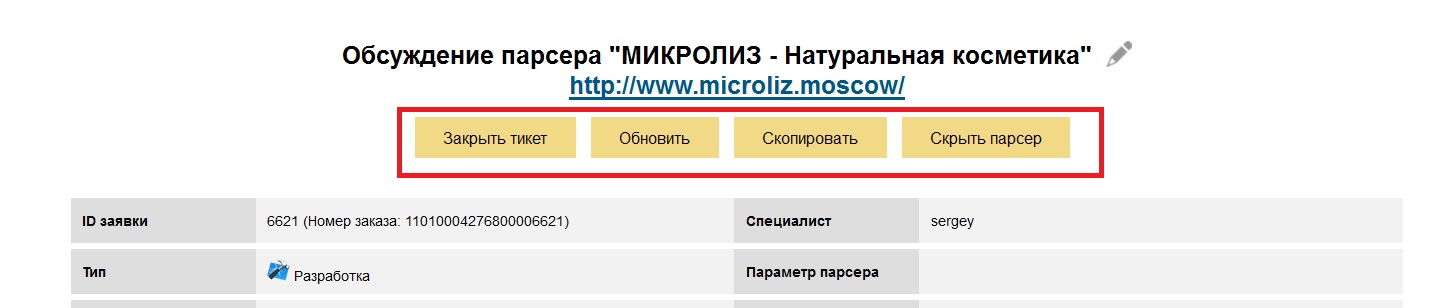 Обсуждение парсера "МИКРОЛИЗ - Натуральная косметика"
http://www.microliz.moscow/
Закрыть тикет Обновить Скопировать Скрыть парсер
ID заявки 6621 (Номер заказа: 11010004276800006621) Специалист sergey
Тип Разработка Параметр парсера